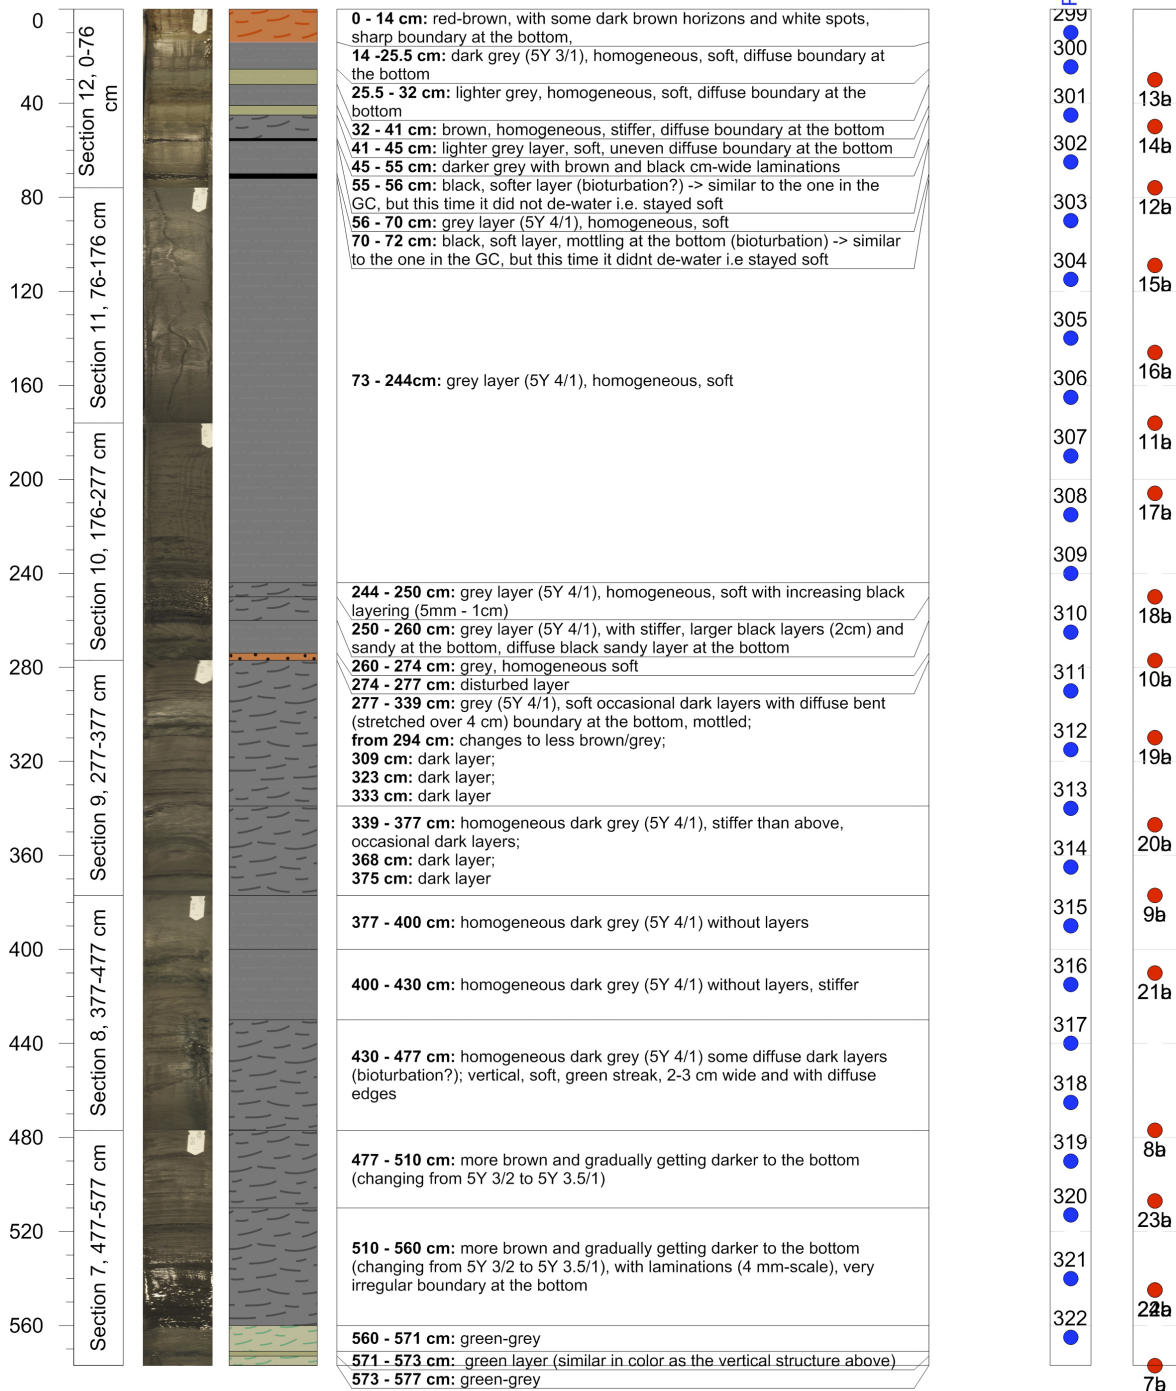 0
40
80
120
160
200
240
280
320
360
400
440
480
520
560
Section 12, 0-76
cm
Section 11, 76-176 cm
Section 10, 176-277 cm
Section 9, 277-377 cm
Section 8, 377-477 cm
Section 7, 477-577 cm
0 - 14 cm: red-brown, with some dark brown horizons and white spots,
sharp boundary at the bottom,
14 -25.5 cm: dark grey (5Y 3/1), homogeneous, soft, diffuse boundary at
the bottom
25.5 - 32 cm: lighter grey, homogeneous, soft, diffuse boundary at the
bottom
32 - 41 cm: brown, homogeneous, stiffer, diffuse boundary at the bottom
41 - 45 cm: lighter grey layer, soft, uneven diffuse boundary at the bottom
45 - 55 cm: darker grey with brown and black cm-wide laminations
55 - 56 cm: black, softer layer (bioturbation?) -> similar to the one in the
GC, but this time it did not de-water i.e. stayed soft
56 - 70 cm: grey layer (5Y 4/1), homogeneous, soft
70 - 72 cm: black, soft layer, mottling at the bottom (bioturbation) -> similar
to the one in the GC, but this time it didnt de-water i.e stayed soft
73 - 244cm: grey layer (5Y 4/1), homogeneous, soft
244 - 250 cm: grey layer (5Y 4/1), homogeneous, soft with increasing black
layering (5mm - 1cm)
250 - 260 cm: grey layer (5Y 4/1), with stiffer, larger black layers (2cm) and
sandy at the bottom, diffuse black sandy layer at the bottom
260 - 274 cm: grey, homogeneous soft
274 - 277 cm: disturbed layer
277 - 339 cm: grey (5Y 4/1), soft occasional dark layers with diffuse bent
(stretched over 4 cm) boundary at the bottom, mottled;
from 294 cm: changes to less brown/grey;
309 cm: dark layer;
323 cm: dark layer;
333 cm: dark layer
339 - 377 cm: homogeneous dark grey (5Y 4/1), stiffer than above,
occasional dark layers;
368 cm: dark layer;
375 cm: dark layer
377 - 400 cm: homogeneous dark grey (5Y 4/1) without layers
400 - 430 cm: homogeneous dark grey (5Y 4/1) without layers, stiffer
430 - 477 cm: homogeneous dark grey (5Y 4/1) some diffuse dark layers
(bioturbation?); vertical, soft, green streak, 2-3 cm wide and with diffuse
edges
477 - 510 cm: more brown and gradually getting darker to the bottom
(changing from 5Y 3/2 to 5Y 3.5/1)
510 - 560 cm: more brown and gradually getting darker to the bottom
(changing from 5Y 3/2 to 5Y 3.5/1), with laminations (4 mm-scale), very
irregular boundary at the bottom
560 - 571 cm: green-grey
571 - 573 cm: green layer (similar in color as the vertical structure above)
573 - 577 cm: green-grey
299
300
301
302
303
304
305
306
307
308
309
310
311
312
313
314
315
316
317
318
319
320
321
322